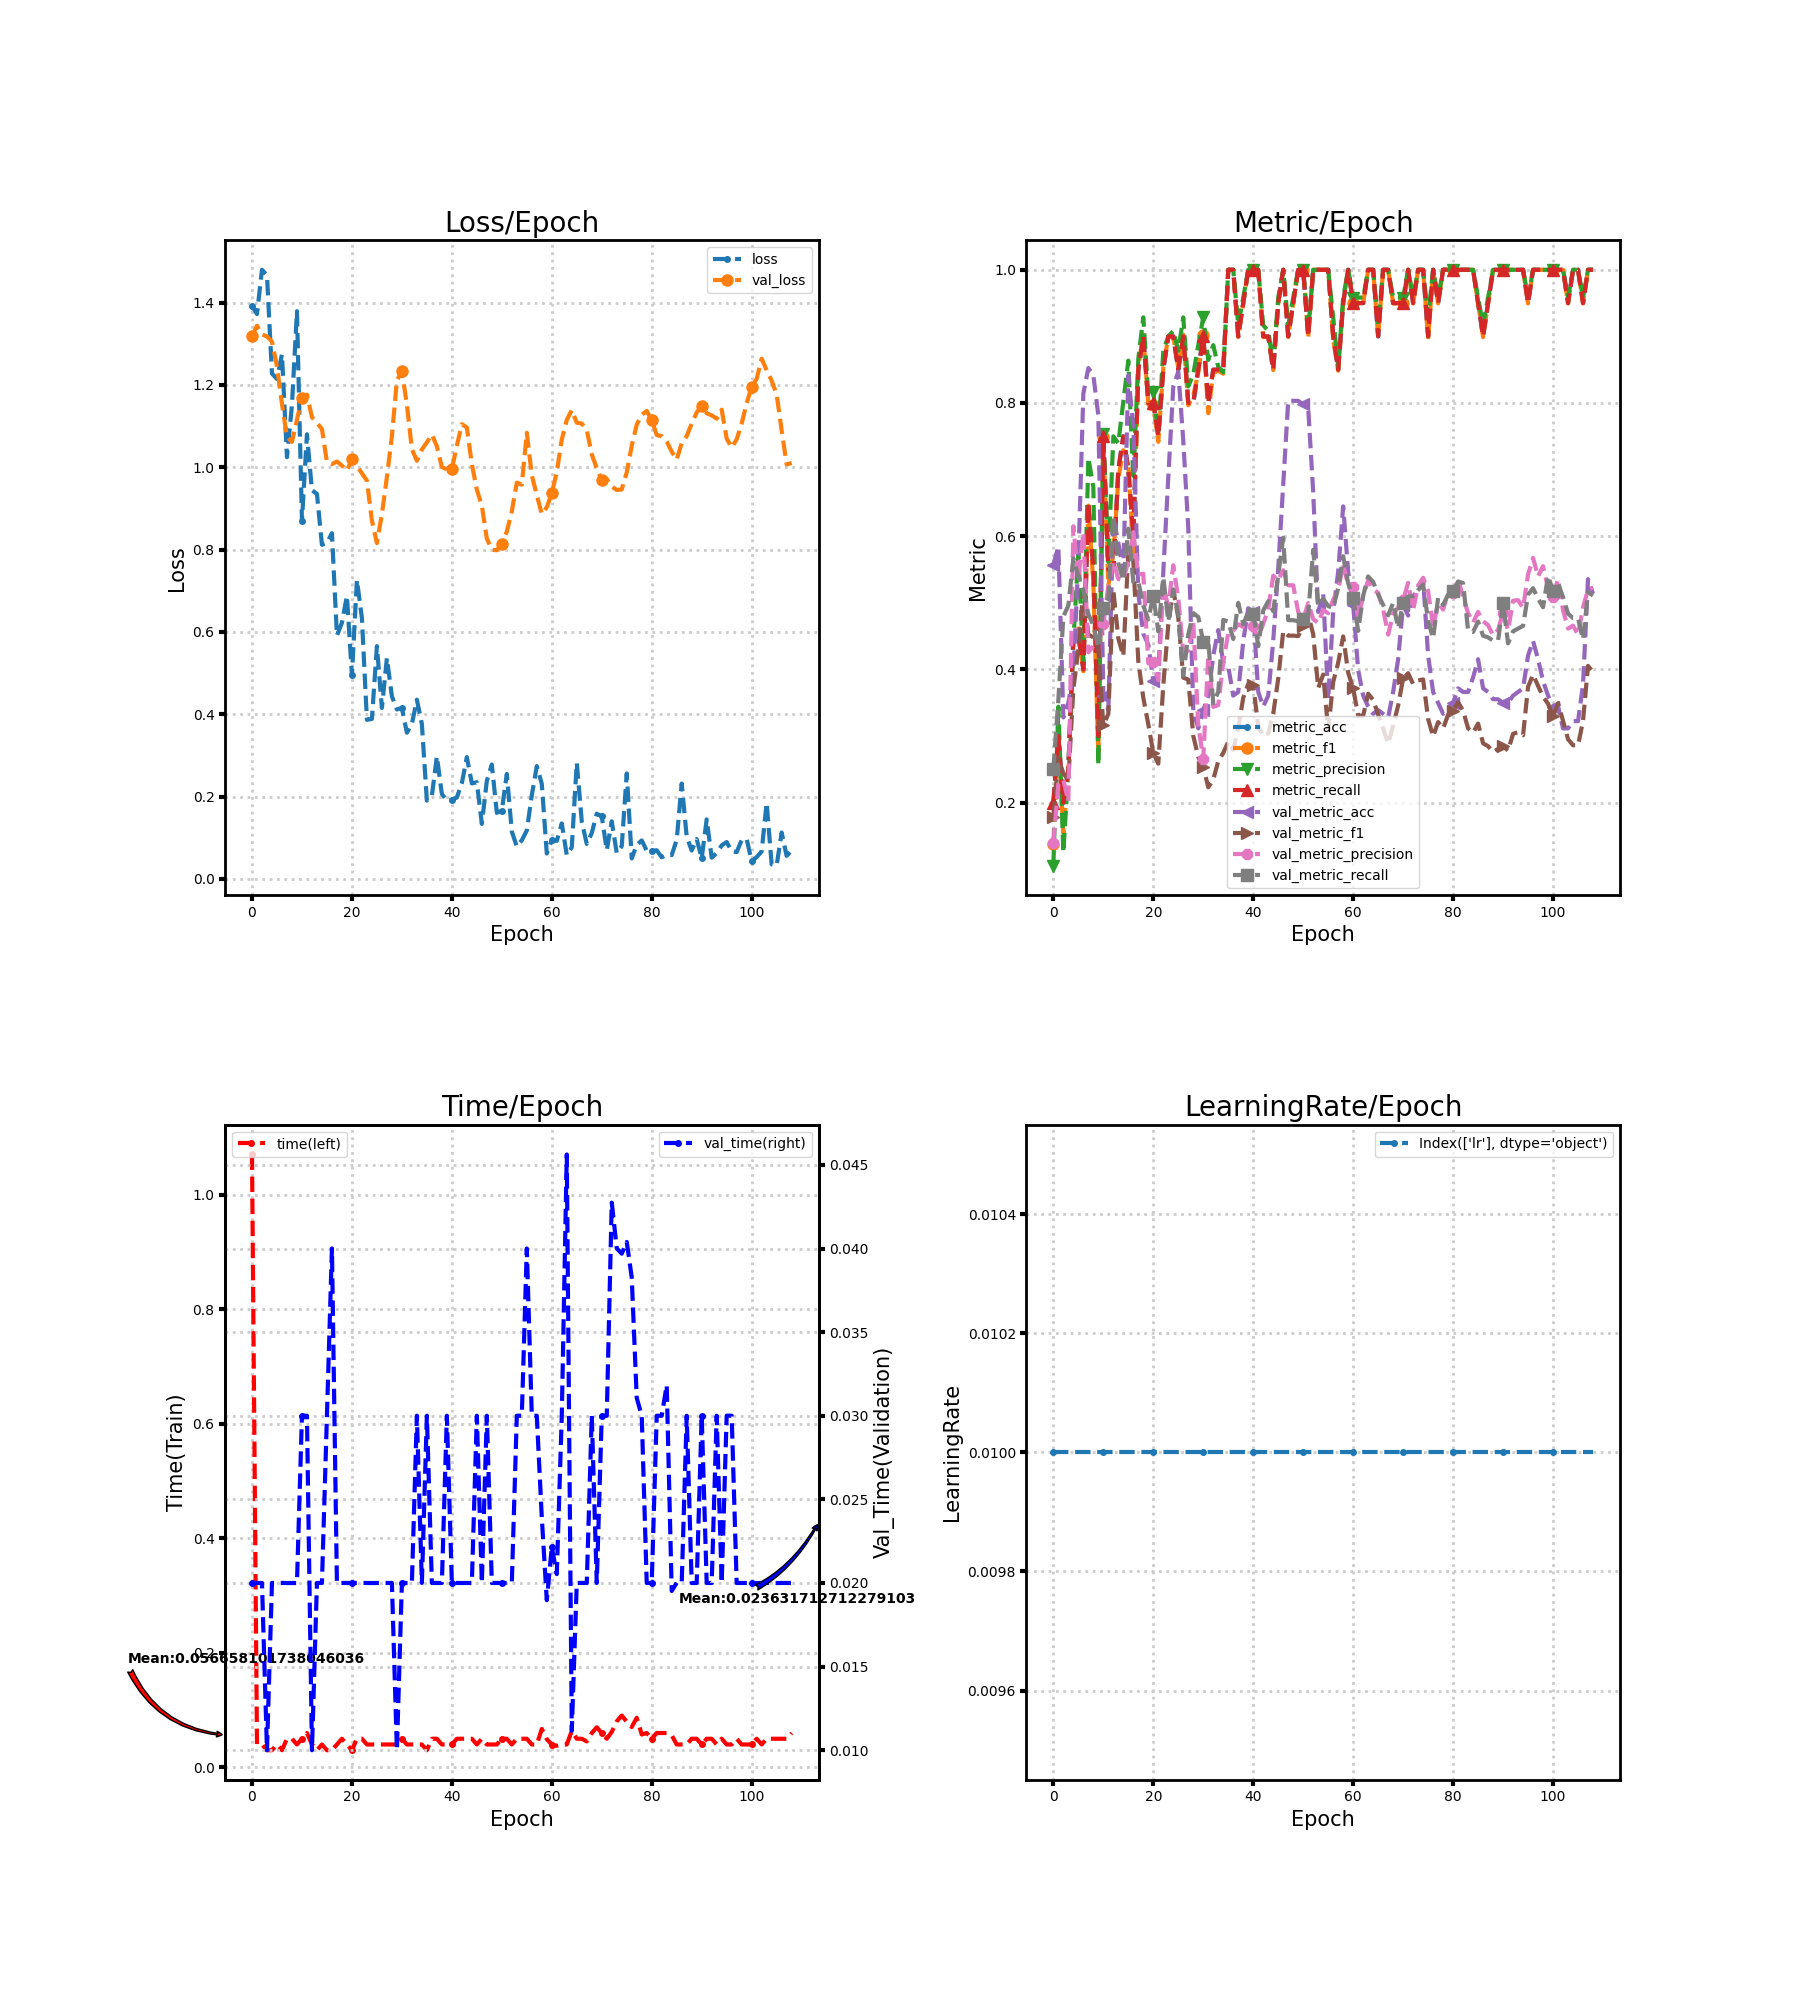 Loss/Epoch
loss
val_loss
1.4
1.2
1.0
0.8
0.6
0.4
0.2
0.0
Loss
0
20
40
60
80
100
Epoch
Metric/Epoch
1.0
0.8
0.6
0.4
0.2
Metric
metric_acc
metric_f1
metric_precision
metric_recall
val_metric_acc
val_metric_f1
val_metric_precision
val_metric_recall
0
20
40
60
80
100
Epoch
Time/Epoch
time(left)
val_time(right)
1.0
0.8
0.6
0.4
0.2
0.0
Time(Train)
0.045
0.040
0.035
0.030
0.025
0.020
0.015
0.010
Val_Time(Validation)
Mean:0.023631712712279103
0
20
40
60
80
100
Epoch
LearningRate/Epoch
Index(['lr'], dtype='object')
0.0104
0.0102
0.0100
0.0098
0.0096
LearningRate
0
20
40
60
80
100
Epoch